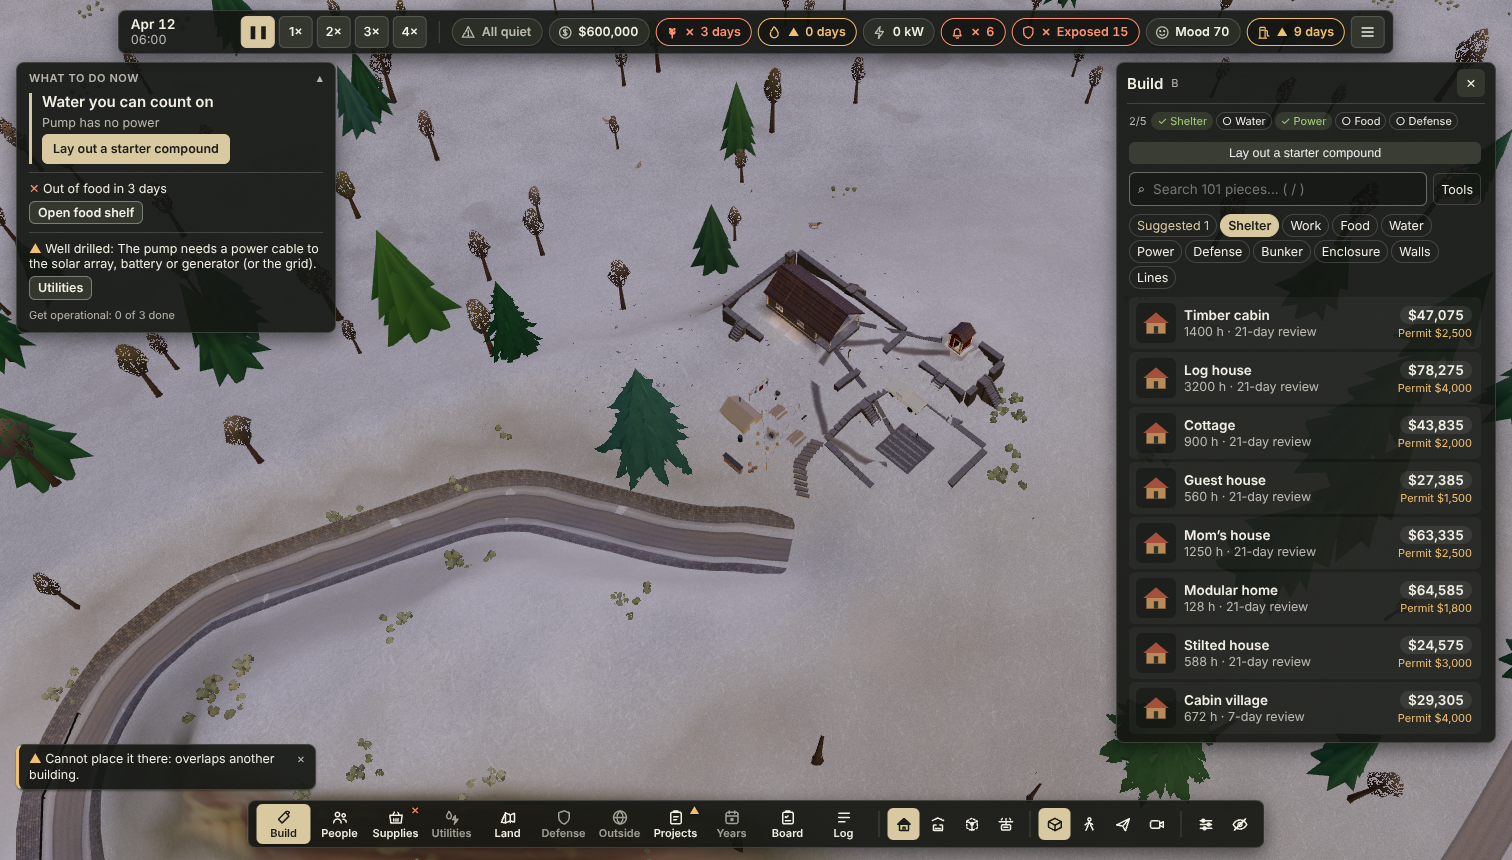 Apr 12
06:00
1×
2×
3×
4×
All quiet
$600,000
× 3 days
0 days
0 kW
× 6
× Exposed 15
Mood 70
9 days
WHAT TO DO NOW
Water you can count on
Pump has no power
Lay out a starter compound
× Out of food in 3 days
Open food shelf
Well drilled: The pump needs a power cable to
the solar array, battery or generator (or the grid).
Utilities
Get operational: 0 of 3 done
Build B
2/5 ✓ Shelter Water ✓ Power Food Defense
Lay out a starter compound
Search 101 pieces... ( / )
Tools
Suggested 1 Shelter Work Food Water
Power Defense Bunker Enclosure Walls
Lines
Timber cabin $47,075
1400 h · 21-day review Permit $2,500
Log house $78,275
3200 h · 21-day review Permit $4,000
Cottage $43,835
900 h · 21-day review Permit $2,000
Guest house $27,385
560 h · 21-day review Permit $1,500
Mom's house $63,335
1250 h · 21-day review Permit $2,500
Modular home $64,585
128 h · 21-day review Permit $1,800
Stilted house $24,575
588 h · 21-day review Permit $3,000
Cabin village $29,305
672 h · 7-day review Permit $4,000
Cannot place it there: overlaps another
building.
Build
People
Supplies
Utilities
Land
Defense
Outside
Projects
Years
Board
Log